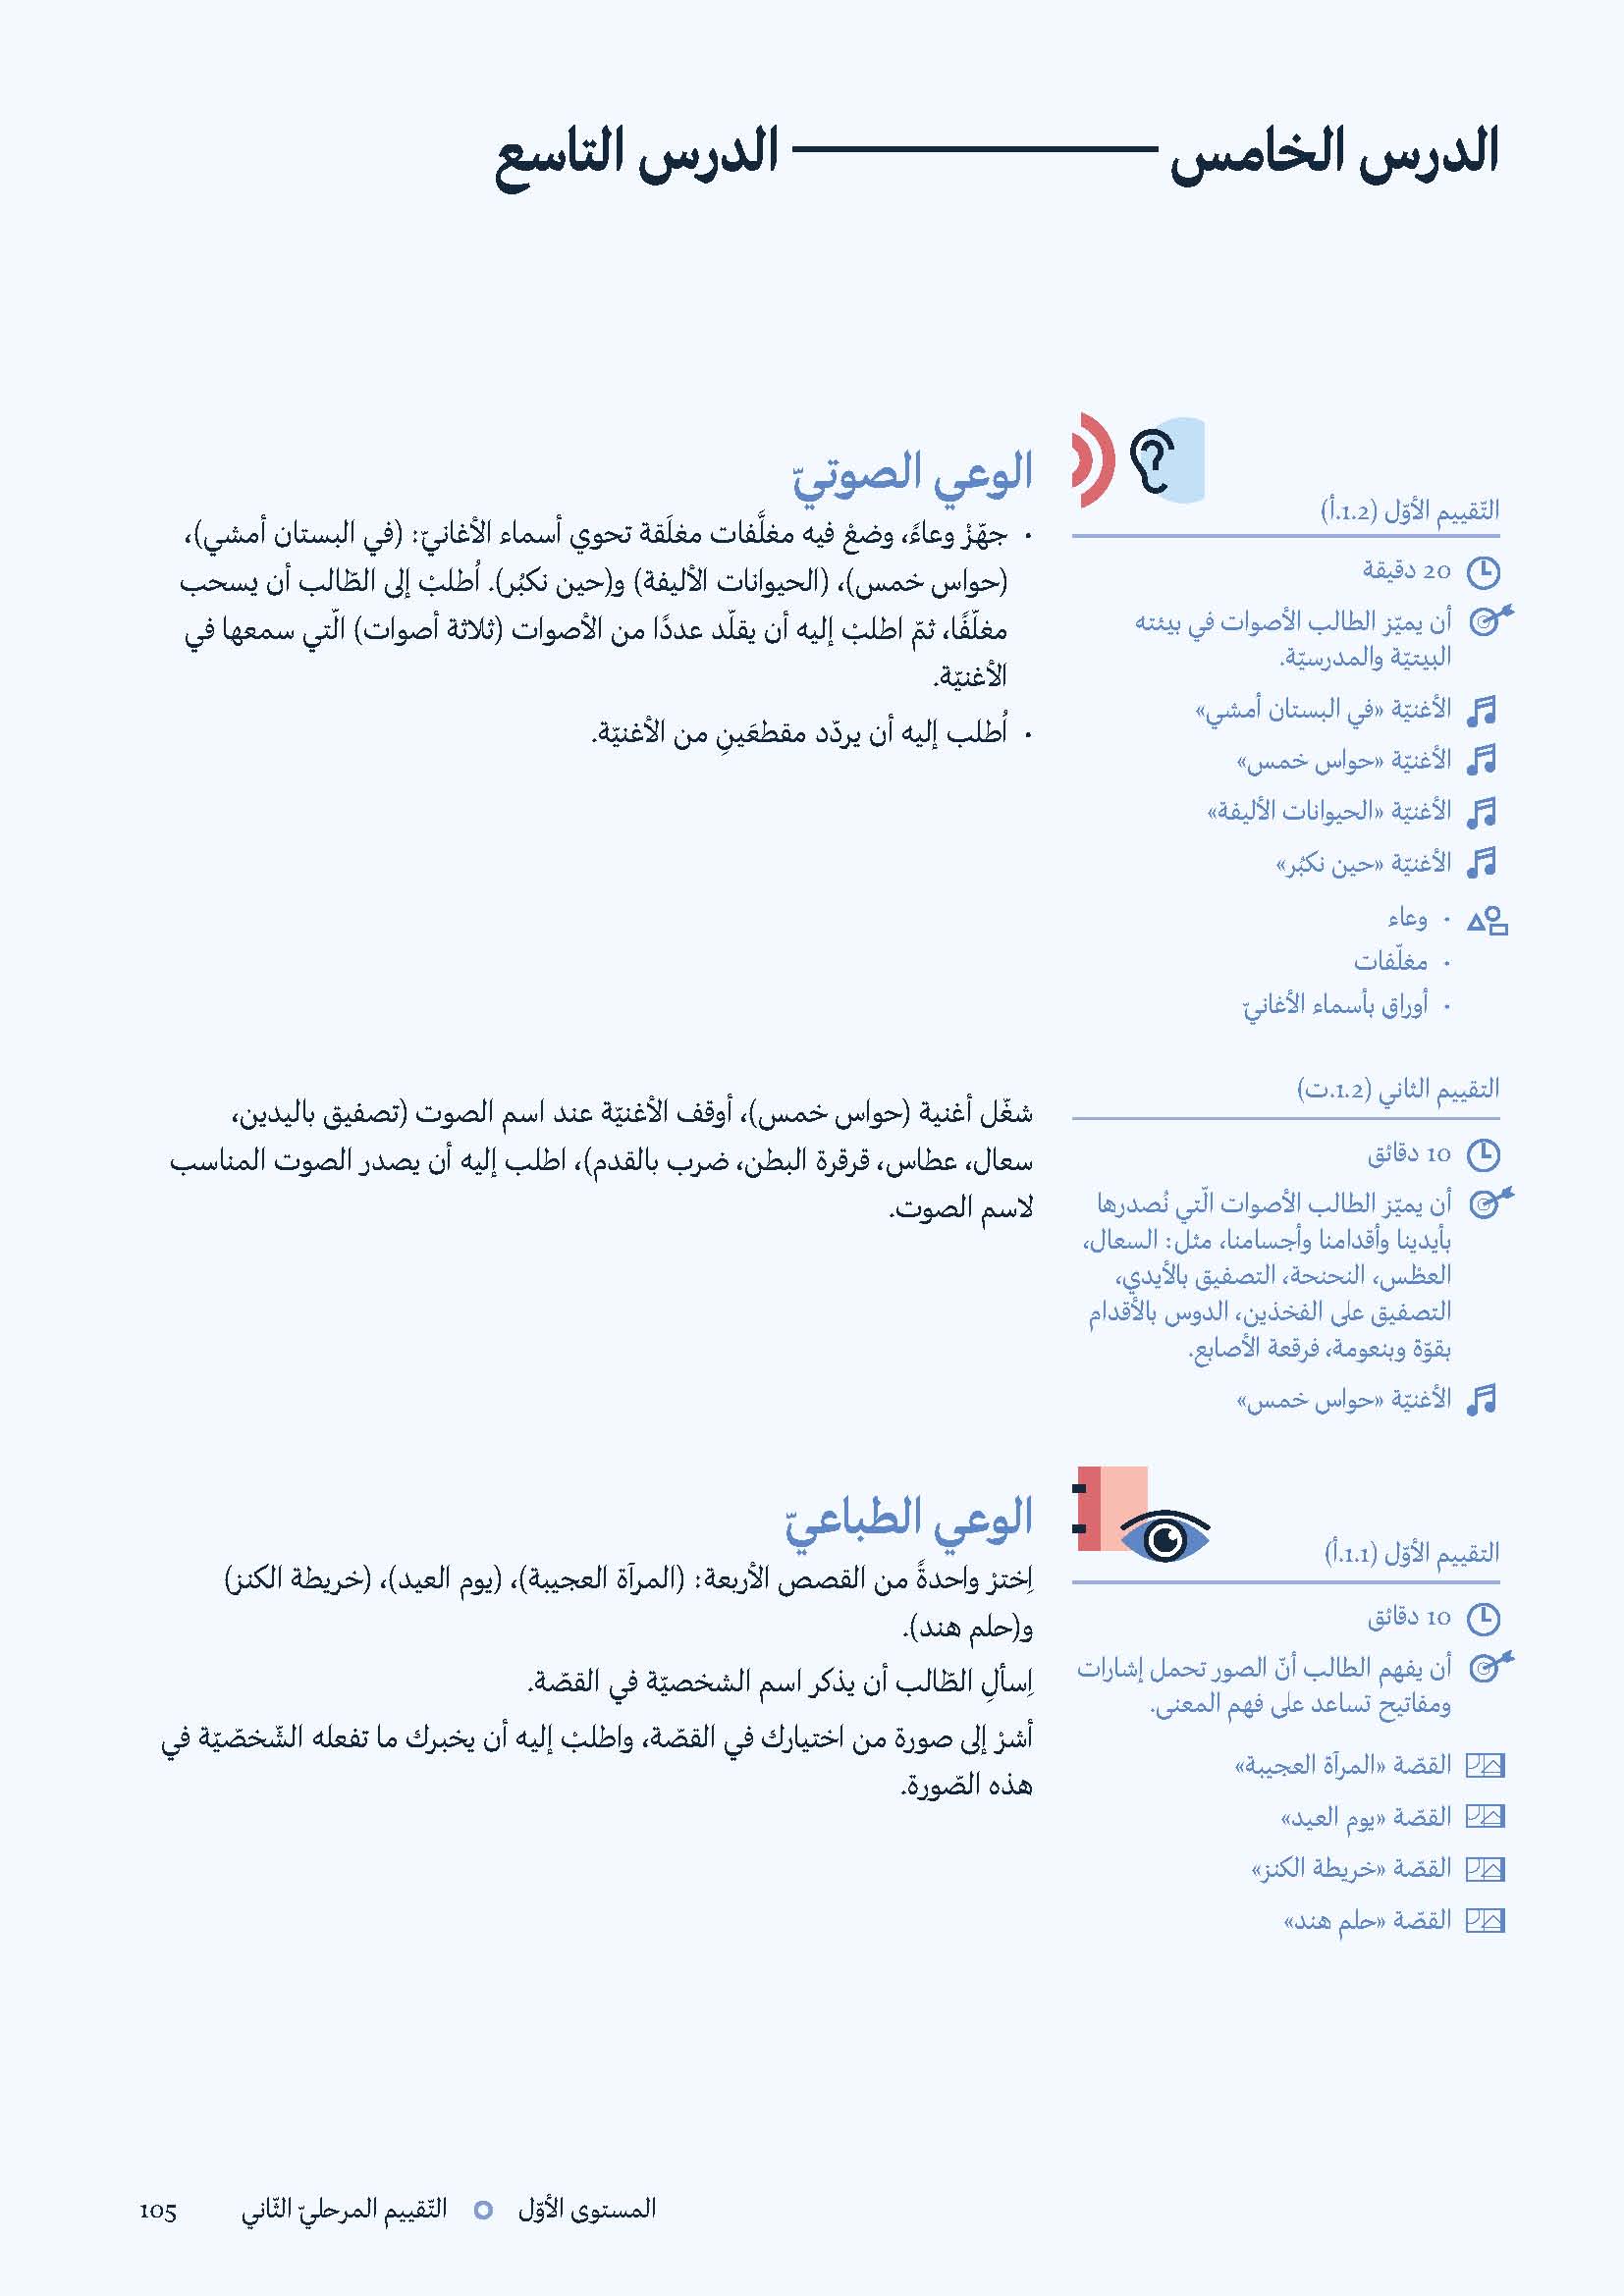 الدرس الخامس — الدرس التاسع
التّقييم الأوّل (1.2.أ)
20 دقيقة
أن يميّز الطالب الأصوات في بيئته
البيتيّة والمدرسيّة.
الأغنيّة «في البستان أمشي»
الأغنيّة «حواس خمس»
الأغنيّة «الحيوانات الأليفة»
الأغنيّة «حين نكبُر»
• وعاء
• مغلّفات
• أوراق بأسماء الأغانيّ
الوعي الصوتيّ
• جهّزْ وعاءً، وضعْ فيه مغلَّفات مغلَقة تحوي أسماء الأغانيّ: (في البستان أمشي)،
(حواس خمس)، (الحيوانات الأليفة) و(حين نكبُر). اُطلبْ إلى الطّالب أن يسحب
مغلّفًا، ثمّ اطلبْ إليه أن يقلّد عددًا من الأصوات (ثلاثة أصوات) الّتي سمعها في
الأغنيّة.
• اُطلب إليه أن يردّد مقطعَينِ من الأغنيّة.
التقييم الثاني (1.2.ت)
10 دقائق
أن يميّز الطالب الأصوات الّتي نُصدرها
بأيدينا وأقدامنا وأجسامنا، مثل: السعال،
العطْس، النحنحة، التصفيق بالأيدي،
التصفيق على الفخذين، الدوس بالأقدام
بقوّة وبنعومة، فرقعة الأصابع.
الأغنيّة «حواس خمس»
شغّل أغنية (حواس خمس)، أوقف الأغنيّة عند اسم الصوت (تصفيق باليدين،
سعال، عطاس، قرقرة البطن، ضرب بالقدم)، اطلب إليه أن يصدر الصوت المناسب
لاسم الصوت.
التقييم الأوّل (1.1.أ)
10 دقائق
أن يفهم الطالب أنّ الصور تحمل إشارات
ومفاتيح تساعد على فهم المعنى.
القصّة «المرآة العجيبة»
القصّة «يوم العيد»
القصّة «خريطة الكنز»
القصّة «حلم هند»
الوعي الطباعيّ
اِخترْ واحدةً من القصص الأربعة: (المرآة العجيبة)، (يوم العيد)، (خريطة الكنز)
و(حلم هند).
اِسألِ الطّالب أن يذكر اسم الشخصيّة في القصّة.
أشرْ إلى صورة من اختيارك في القصّة، واطلبْ إليه أن يخبرك ما تفعله الشّخصّيّة في
هذه الصّورة.
المستوى الأوّل ○ التّقييم المرحليّ الثّاني 105